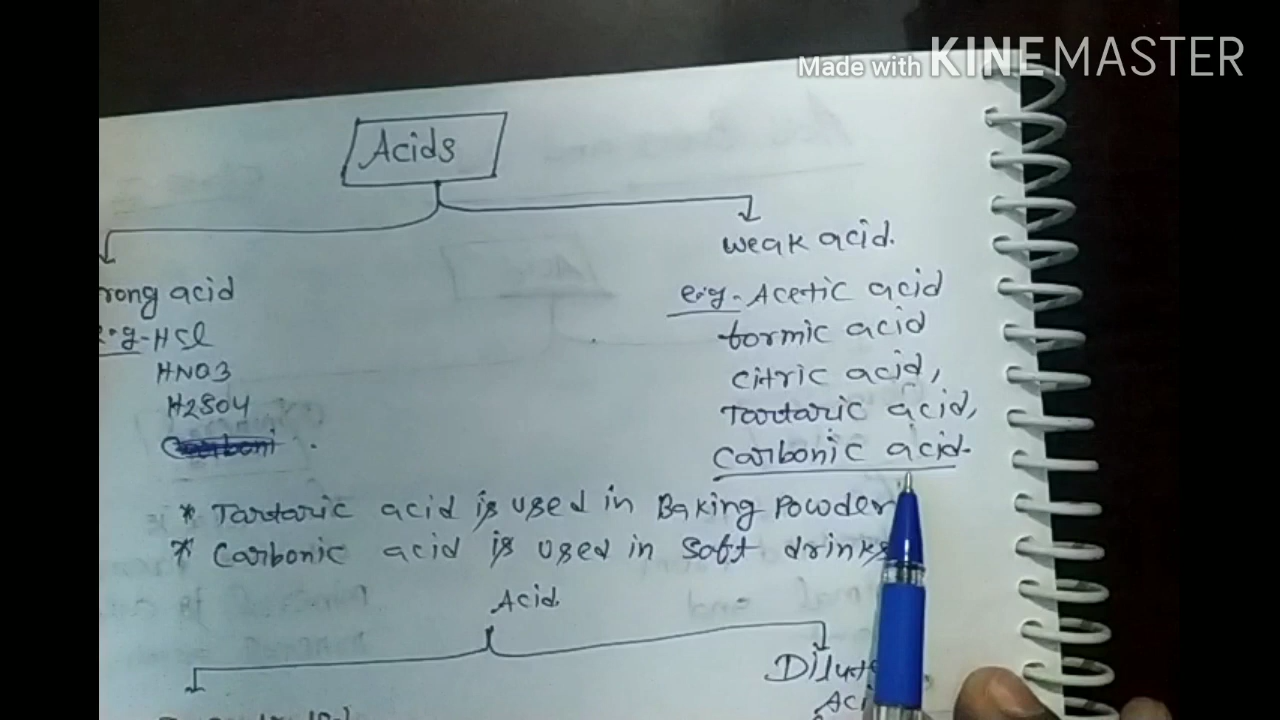 Made with KINEMASTER
Acids
rong acid
e.g-HCl
HNO3
H2SO4
weak acid.
e.g. Acetic acid
formic acid
citric acid,
Tartaric acid,
Carbonic acid.
* Tartaric acid is used in Baking Powder
* Carbonic acid is used in Soft drinks
Acid
Dilute
Aci